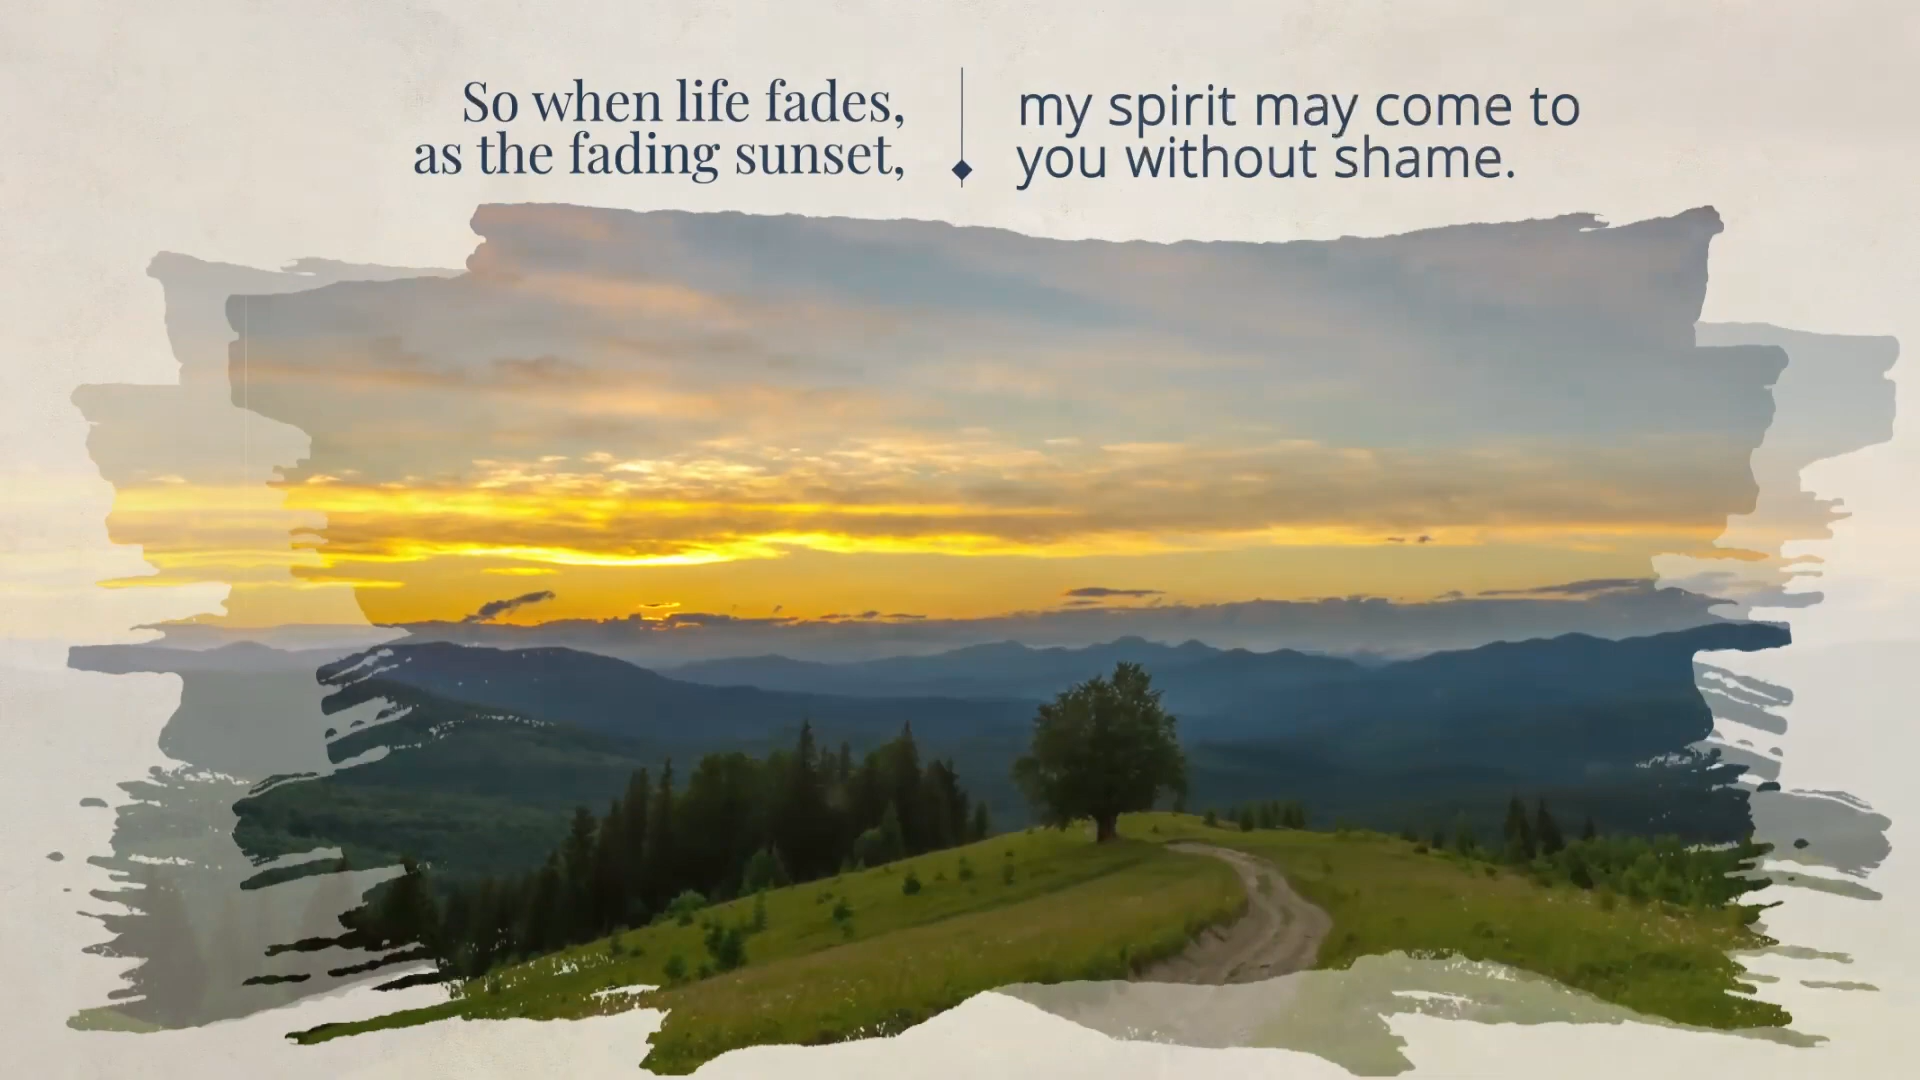 So when life fades,
as the fading sunset,
my spirit may come to
you without shame.